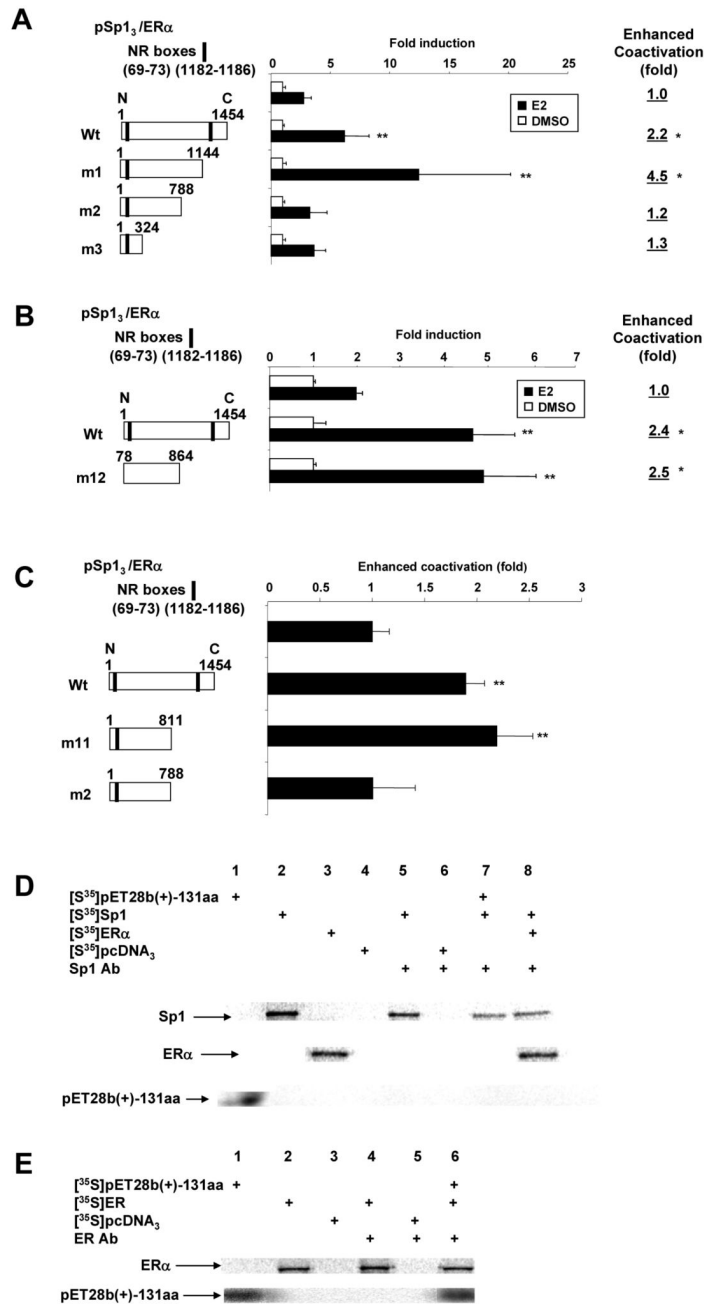 A
pSp1₃/ERα
NR boxes
(69-73) (1182-1186)
Fold induction
0 5 10 15 20 25
Enhanced
Coactivation
(fold)
E2
DMSO
N C
1 1454
Wt
1 1144
m1
1 788
m2
1 324
m3
**
**
1.0
2.2 *
4.5 *
1.2
1.3
B
pSp1₃/ERα
NR boxes
(69-73) (1182-1186)
Fold induction
0 1 2 3 4 5 6 7
Enhanced
Coactivation
(fold)
E2
DMSO
N C
1 1454
Wt
78 864
m12
**
**
1.0
2.4 *
2.5 *
C
pSp1₃/ERα
NR boxes
(69-73) (1182-1186)
Enhanced coactivation (fold)
0 0.5 1 1.5 2 2.5 3
N C
1 1454
Wt
1 811
m11
1 788
m2
**
**
D
1 2 3 4 5 6 7 8
[S³⁵]pET28b(+)-131aa + +
[S³⁵]Sp1 + + + +
[S³⁵]ERα + +
[S³⁵]pcDNA₃ + +
Sp1 Ab + + + +
Sp1
ERα
pET28b(+)-131aa
E
1 2 3 4 5 6
[³⁵S]pET28b(+)-131aa + +
[³⁵S]ER + + +
[³⁵S]pcDNA₃ + +
ER Ab + + +
ERα
pET28b(+)-131aa